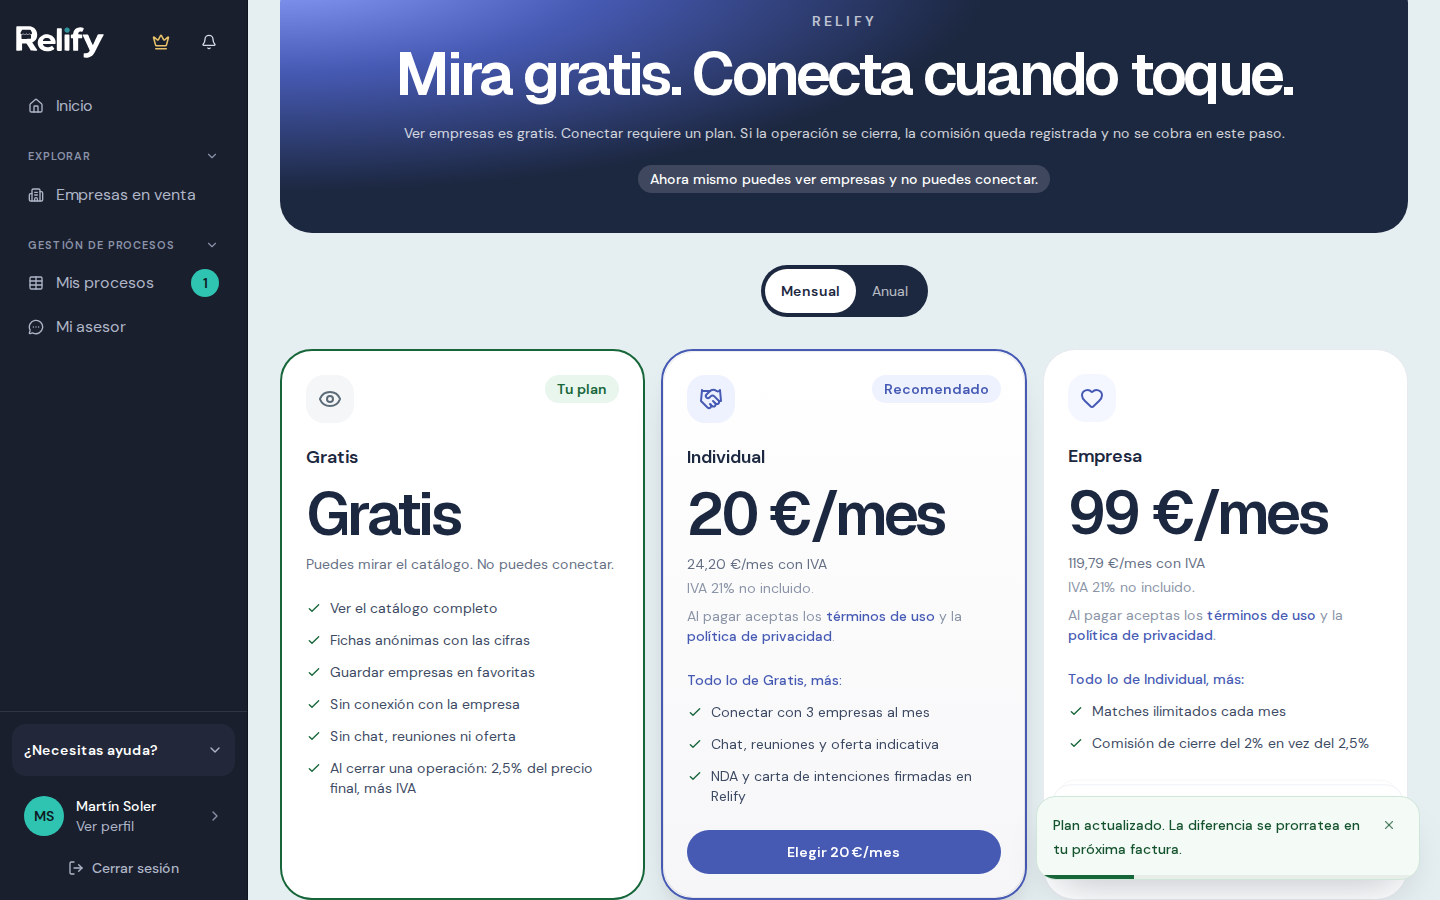 Relify
Inicio
EXPLORAR
Empresas en venta
GESTIÓN DE PROCESOS
Mis procesos
1
Mi asesor
¿Necesitas ayuda?
MS
Martín Soler
Ver perfil
Cerrar sesión
RELIFY
Mira gratis. Conecta cuando toque.
Ver empresas es gratis. Conectar requiere un plan. Si la operación se cierra, la comisión queda registrada y no se cobra en este paso.
Ahora mismo puedes ver empresas y no puedes conectar.
Mensual
Anual
Tu plan
Gratis
Gratis
Puedes mirar el catálogo. No puedes conectar.
Ver el catálogo completo
Fichas anónimas con las cifras
Guardar empresas en favoritas
Sin conexión con la empresa
Sin chat, reuniones ni oferta
Al cerrar una operación: 2,5% del precio
final, más IVA
Recomendado
Individual
20 €/mes
24,20 €/mes con IVA
IVA 21% no incluido.
Al pagar aceptas los términos de uso y la
política de privacidad.
Todo lo de Gratis, más:
Conectar con 3 empresas al mes
Chat, reuniones y oferta indicativa
NDA y carta de intenciones firmadas en
Relify
Elegir 20 €/mes
Empresa
99 €/mes
119,79 €/mes con IVA
IVA 21% no incluido.
Al pagar aceptas los términos de uso y la
política de privacidad.
Todo lo de Individual, más:
Matches ilimitados cada mes
Comisión de cierre del 2% en vez del 2,5%
Plan actualizado. La diferencia se prorratea en
tu próxima factura.